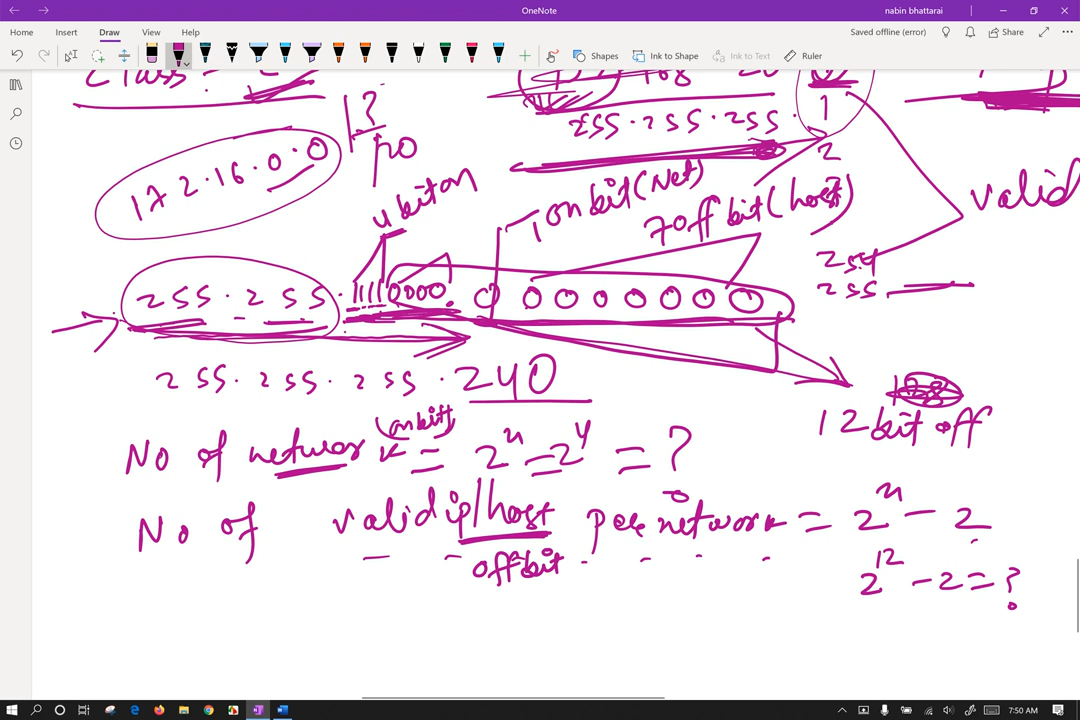 OneNote
nabin bhattarai
Home Insert Draw View Help
Saved offline (error) Share
Shapes Ink to Shape Ink to Text Ruler
Class =
1
255.255.255.
2
172.16.0.0
1?
4 bit on
7 on bit (Net)
7 off bit (host)
valid
254
255
255.255.11110000. 0 0 0 0 0 0 0 0
255.255.255.240
12 bit off
(on bit)
No of network = 2^n = 2^4 = ?
No of valid ip/host per network = 2^n - 2
off bit
2^12 - 2 = ?
7:50 AM